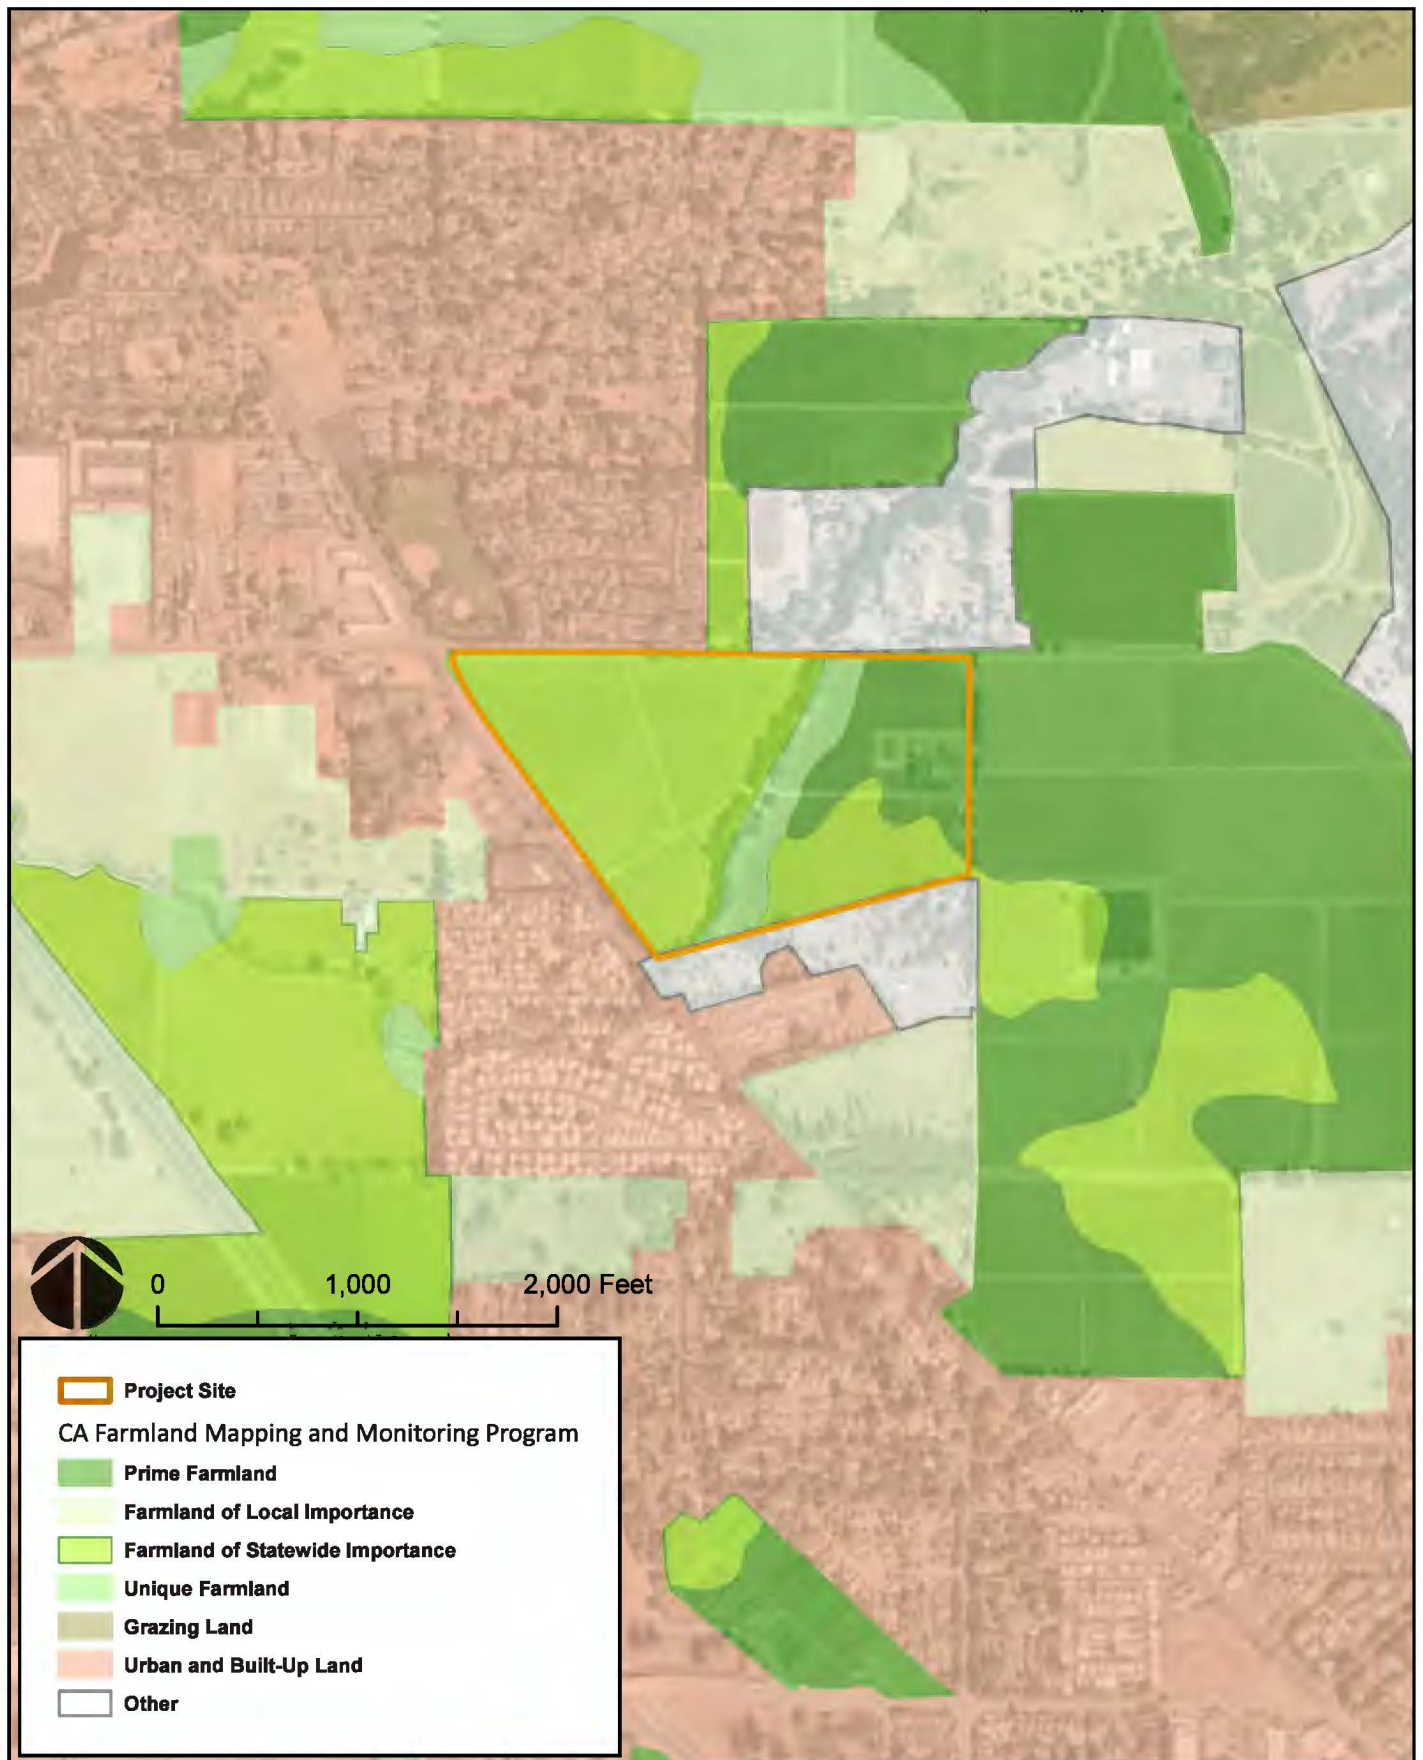 0 1,000 2,000 Feet
Project Site
CA Farmland Mapping and Monitoring Program
Prime Farmland
Farmland of Local Importance
Farmland of Statewide Importance
Unique Farmland
Grazing Land
Urban and Built-Up Land
Other